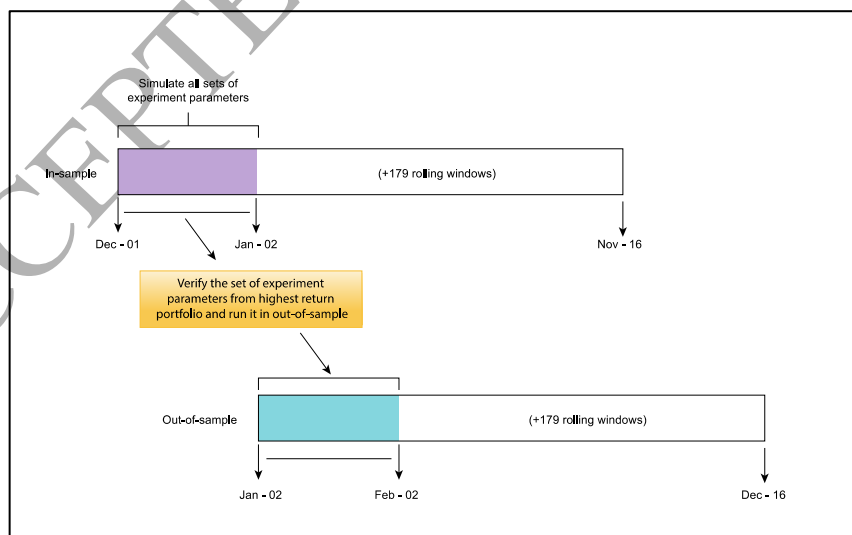 CEPTE
Simulate all sets of
experiment parameters
In-sample
(+179 rolling windows)
Dec - 01
Jan - 02
Nov - 16
Verify the set of experiment
parameters from highest return
portfolio and run it in out-of-sample
Out-of-sample
(+179 rolling windows)
Jan - 02
Feb - 02
Dec - 16